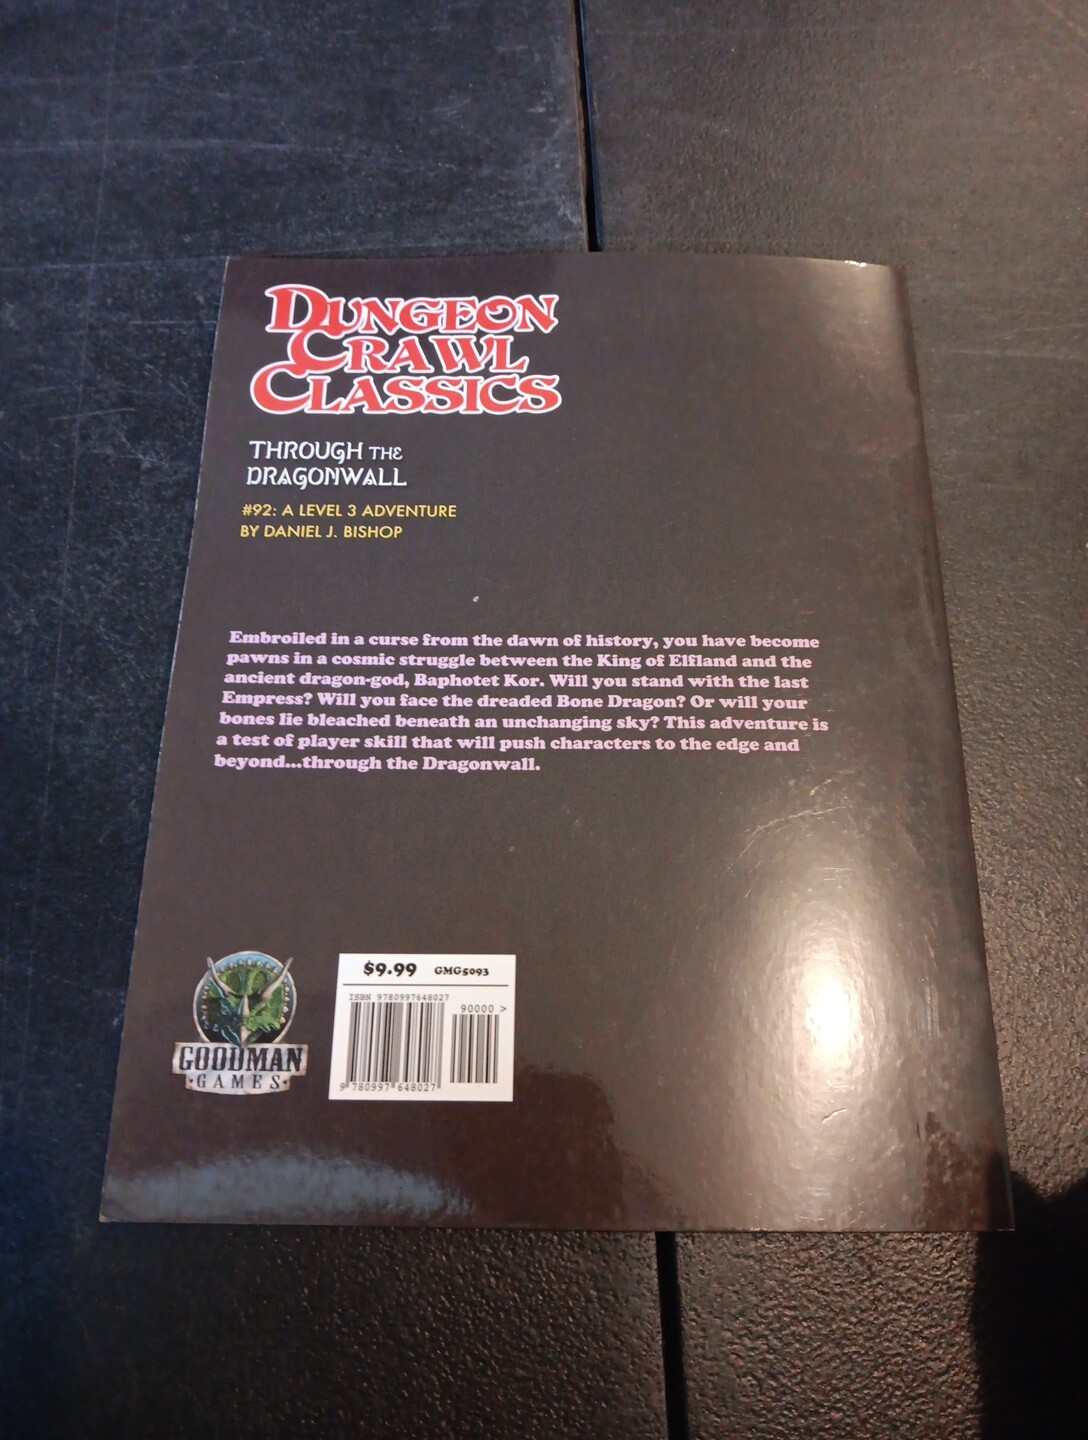 DUNGEON
CRAWL
CLASSICS
THROUGH THE
DRAGONWALL
#92: A LEVEL 3 ADVENTURE
BY DANIEL J. BISHOP
Embroiled in a curse from the dawn of history, you have become
pawns in a cosmic struggle between the King of Elfland and the
ancient dragon-god, Baphotet Kor. Will you stand with the last
Empress? Will you face the dreaded Bone Dragon? Or will your
bones lie bleached beneath an unchanging sky? This adventure is
a test of player skill that will push characters to the edge and
beyond...through the Dragonwall.
GOODMAN
·GAMES·
$9.99 GMG5093
ISBN 9780997648027
90000 >
9 780997 648027